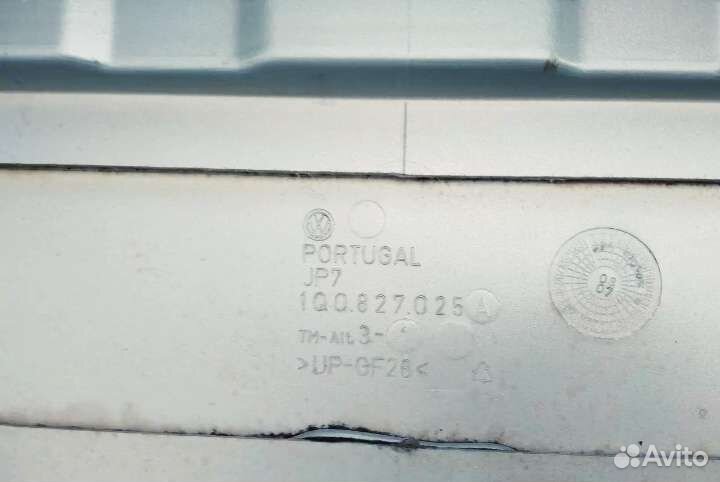 PORTUGAL
JP7
1Q0.827.025 A
TM-Alt. 3-
>UP-GF26<
Avito